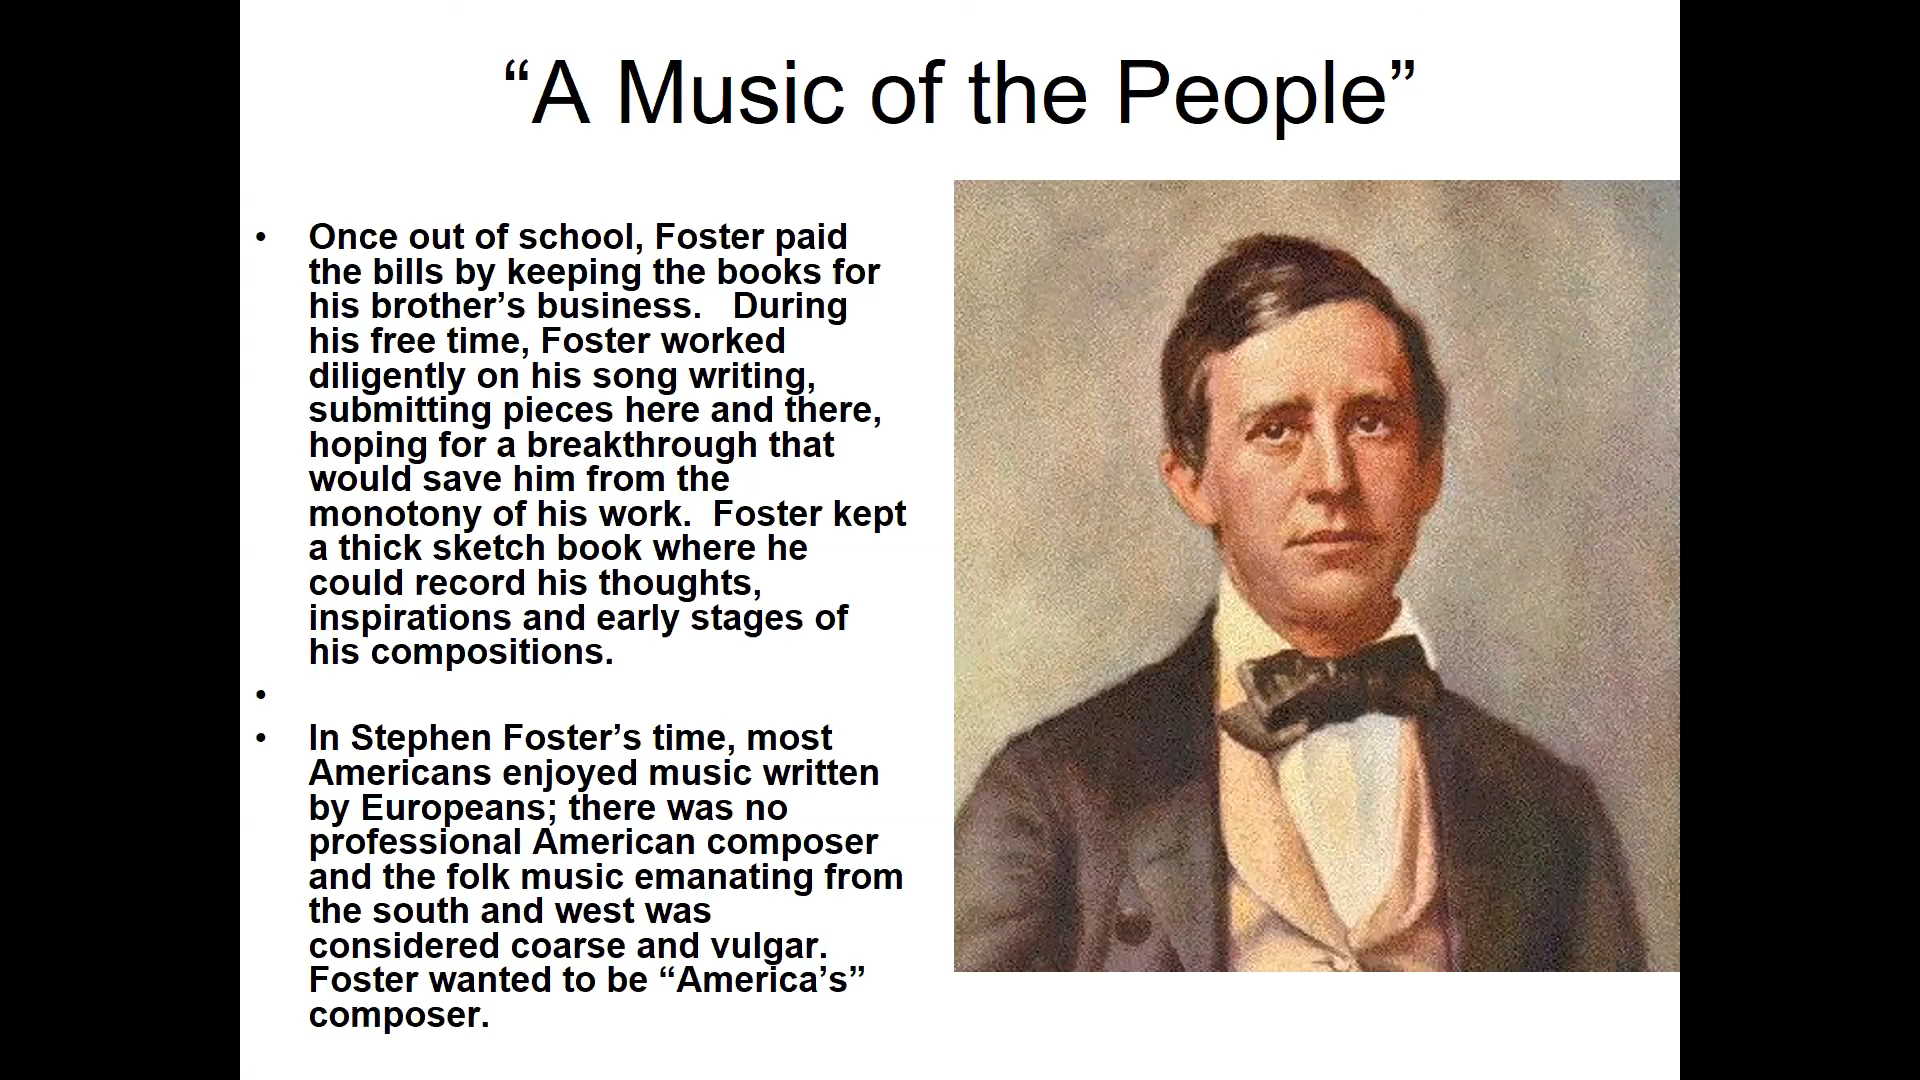 “A Music of the People”
• Once out of school, Foster paid
the bills by keeping the books for
his brother’s business.   During
his free time, Foster worked
diligently on his song writing,
submitting pieces here and there,
hoping for a breakthrough that
would save him from the
monotony of his work.  Foster kept
a thick sketch book where he
could record his thoughts,
inspirations and early stages of
his compositions.
•
• In Stephen Foster’s time, most
Americans enjoyed music written
by Europeans; there was no
professional American composer
and the folk music emanating from
the south and west was
considered coarse and vulgar.
Foster wanted to be “America’s”
composer.